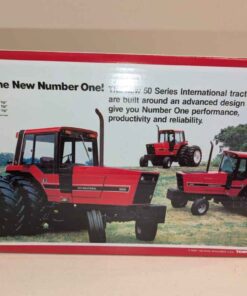 he New Number One!
The New 50 Series International tract
are built around an advanced design
give you Number One performance,
productivity and reliability.